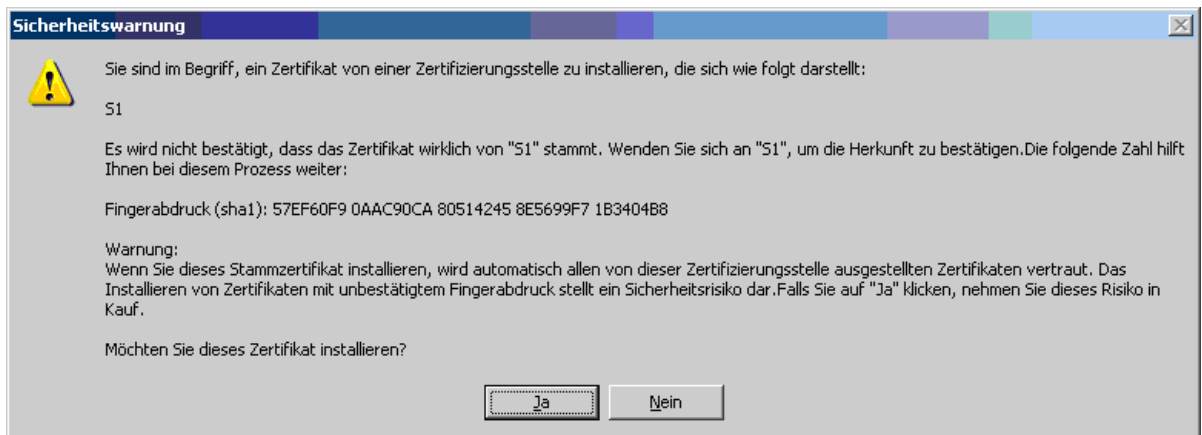 Sicherheitswarnung
Sie sind im Begriff, ein Zertifikat von einer Zertifizierungsstelle zu installieren, die sich wie folgt darstellt:
S1
Es wird nicht bestätigt, dass das Zertifikat wirklich von "S1" stammt. Wenden Sie sich an "S1", um die Herkunft zu bestätigen.Die folgende Zahl hilft
Ihnen bei diesem Prozess weiter:
Fingerabdruck (sha1): 57EF60F9 0AAC90CA 80514245 8E5699F7 1B3404B8
Warnung:
Wenn Sie dieses Stammzertifikat installieren, wird automatisch allen von dieser Zertifizierungsstelle ausgestellten Zertifikaten vertraut. Das
Installieren von Zertifikaten mit unbestätigtem Fingerabdruck stellt ein Sicherheitsrisiko dar.Falls Sie auf "Ja" klicken, nehmen Sie dieses Risiko in
Kauf.
Möchten Sie dieses Zertifikat installieren?
Ja
Nein